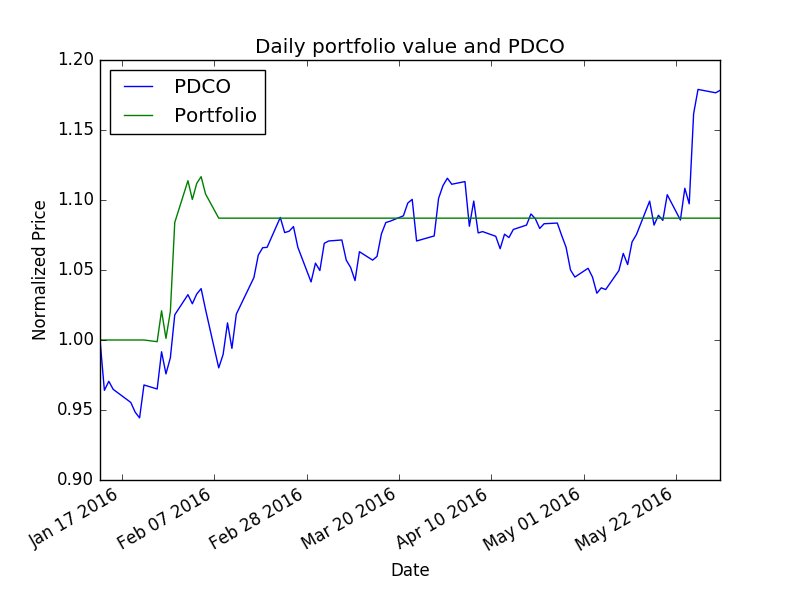 Daily portfolio value and PDCO
1.20
1.15
1.10
1.05
1.00
0.95
0.90
Normalized Price
PDCO
Portfolio
Jan 17 2016
Feb 07 2016
Feb 28 2016
Mar 20 2016
Apr 10 2016
May 01 2016
May 22 2016
Date